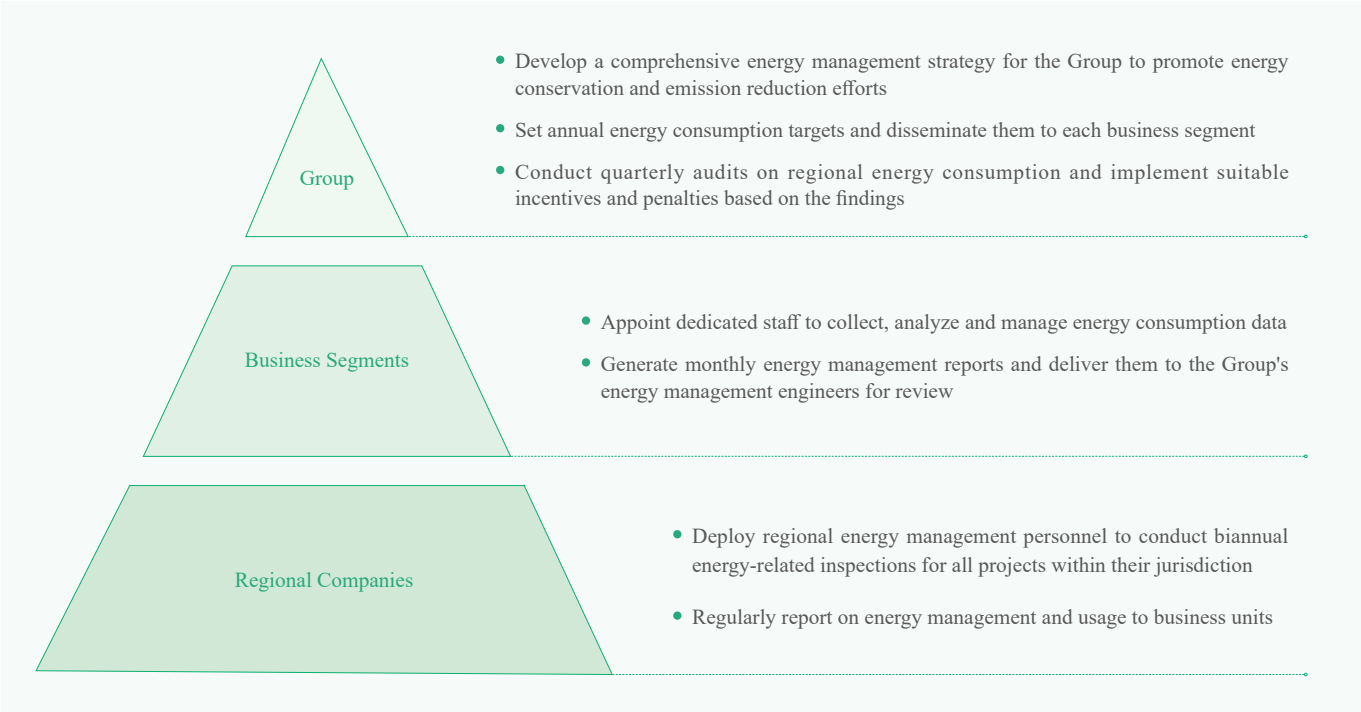 Develop a comprehensive energy management strategy for the Group to promote energy
conservation and emission reduction efforts
Set annual energy consumption targets and disseminate them to each business segment
Conduct quarterly audits on regional energy consumption and implement suitable
incentives and penalties based on the findings
Group
Appoint dedicated staff to collect, analyze and manage energy consumption data
Generate monthly energy management reports and deliver them to the Group's
energy management engineers for review
Business Segments
Deploy regional energy management personnel to conduct biannual
energy-related inspections for all projects within their jurisdiction
Regularly report on energy management and usage to business units
Regional Companies